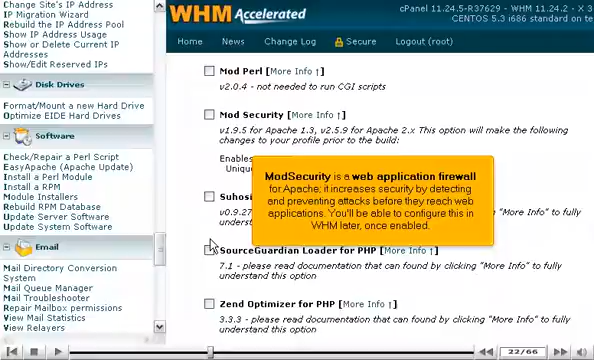 Change Site's IP Address
IP Migration Wizard
Rebuild the IP Address Pool
Show IP Address Usage
Show or Delete Current IP
Addresses
Show/Edit Reserved IPs
Disk Drives
Format/Mount a new Hard Drive
Optimize EIDE Hard Drives
Software
Check/Repair a Perl Script
EasyApache (Apache Update)
Install a Perl Module
Install a RPM
Module Installers
Rebuild RPM Database
Update Server Software
Update System Software
Email
Mail Directory Conversion
System
Mail Queue Manager
Mail Troubleshooter
Repair Mailbox permissions
View Mail Statistics
View Relayers
WHM Accelerated
cPanel 11.24.5-R37629 - WHM 11.24.2 - X 3
CENTOS 5.3 i686 standard on
Home News Change Log Secure Logout (root)
Mod Perl [More Info ↑]
v2.0.4 - not needed to run CGI scripts
Mod Security [More Info ↑]
v1.9.5 for Apache 1.3, v2.5.9 for Apache 2.x This option will make the following
changes to your profile prior to the build:
Enables
Uniqu
ModSecurity is a web application firewall
for Apache; it increases security by detecting
and preventing attacks before they reach web
applications. You'll be able to configure this in
WHM later, once enabled.
Suhosi
v0.9.27
"More Info" to fully
SourceGuardian Loader for PHP [More Info ↑]
7.1 - please read documentation that can found by clicking "More Info" to fully
understand this option
Zend Optimizer for PHP [More Info ↑]
3.3.3 - please read documentation that can found by clicking "More Info" to fully
understand this option
22/66